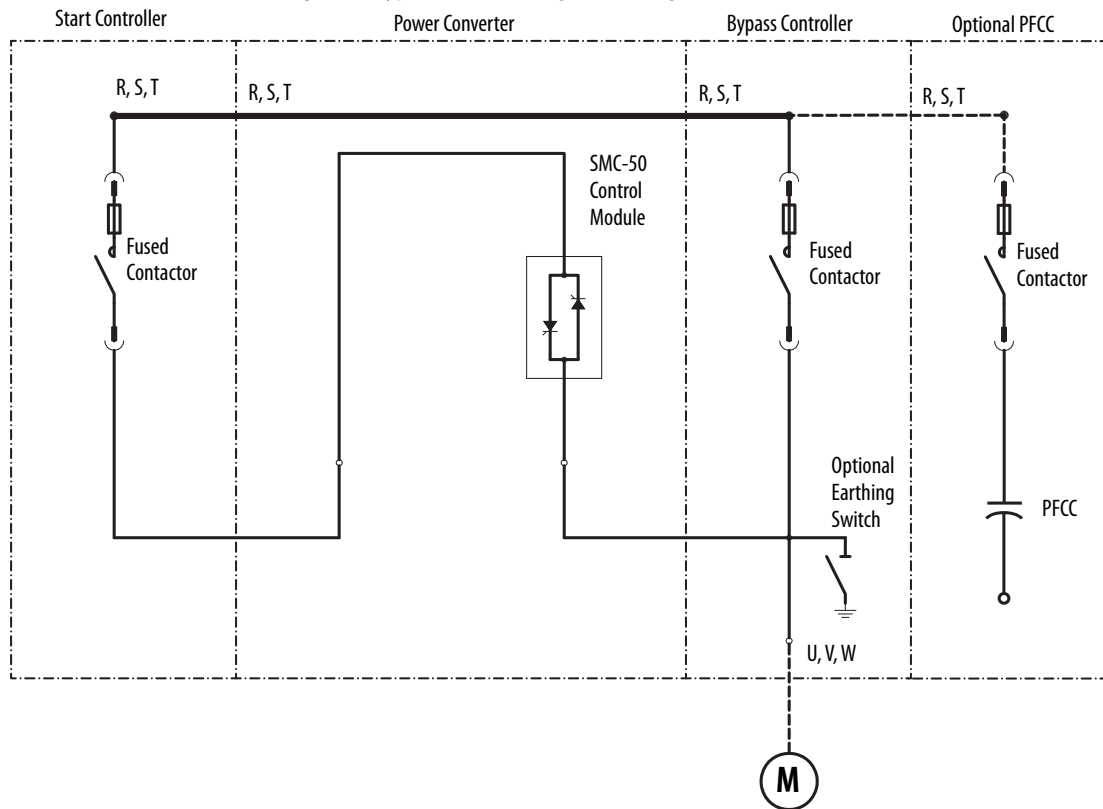 Start Controller
Power Converter
Bypass Controller
Optional PFCC
R, S, T
R, S, T
R, S, T
R, S, T
SMC-50
Control
Module
Fused
Contactor
Fused
Contactor
Fused
Contactor
Optional
Earthing
Switch
PFCC
U, V, W
M